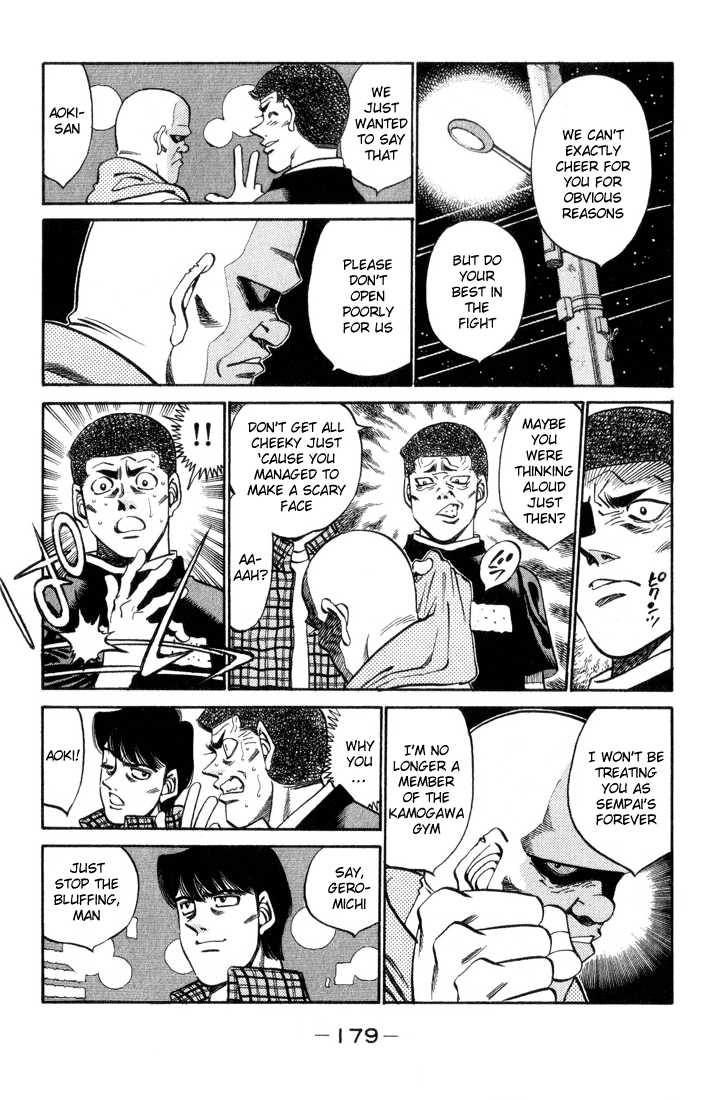 WE CAN'T
EXACTLY
CHEER FOR
YOU FOR
OBVIOUS
REASONS
BUT DO
YOUR
BEST IN
THE
FIGHT
WE
JUST
WANTED
TO SAY
THAT
AOKI-
SAN
PLEASE
DON'T
OPEN
POORLY
FOR US
MAYBE
YOU
WERE
THINKING
ALOUD
JUST
THEN?
DON'T GET ALL
CHEEKY JUST
'CAUSE YOU
MANAGED TO
MAKE A SCARY
FACE
AA-
AAH?
!!
I WON'T BE
TREATING
YOU AS
SEMPAI'S
FOREVER
I'M NO
LONGER A
MEMBER
OF THE
KAMOGAWA
GYM
WHY
YOU
...
AOKI!
SAY,
GERO-
MICHI
JUST
STOP THE
BLUFFING,
MAN
-179-